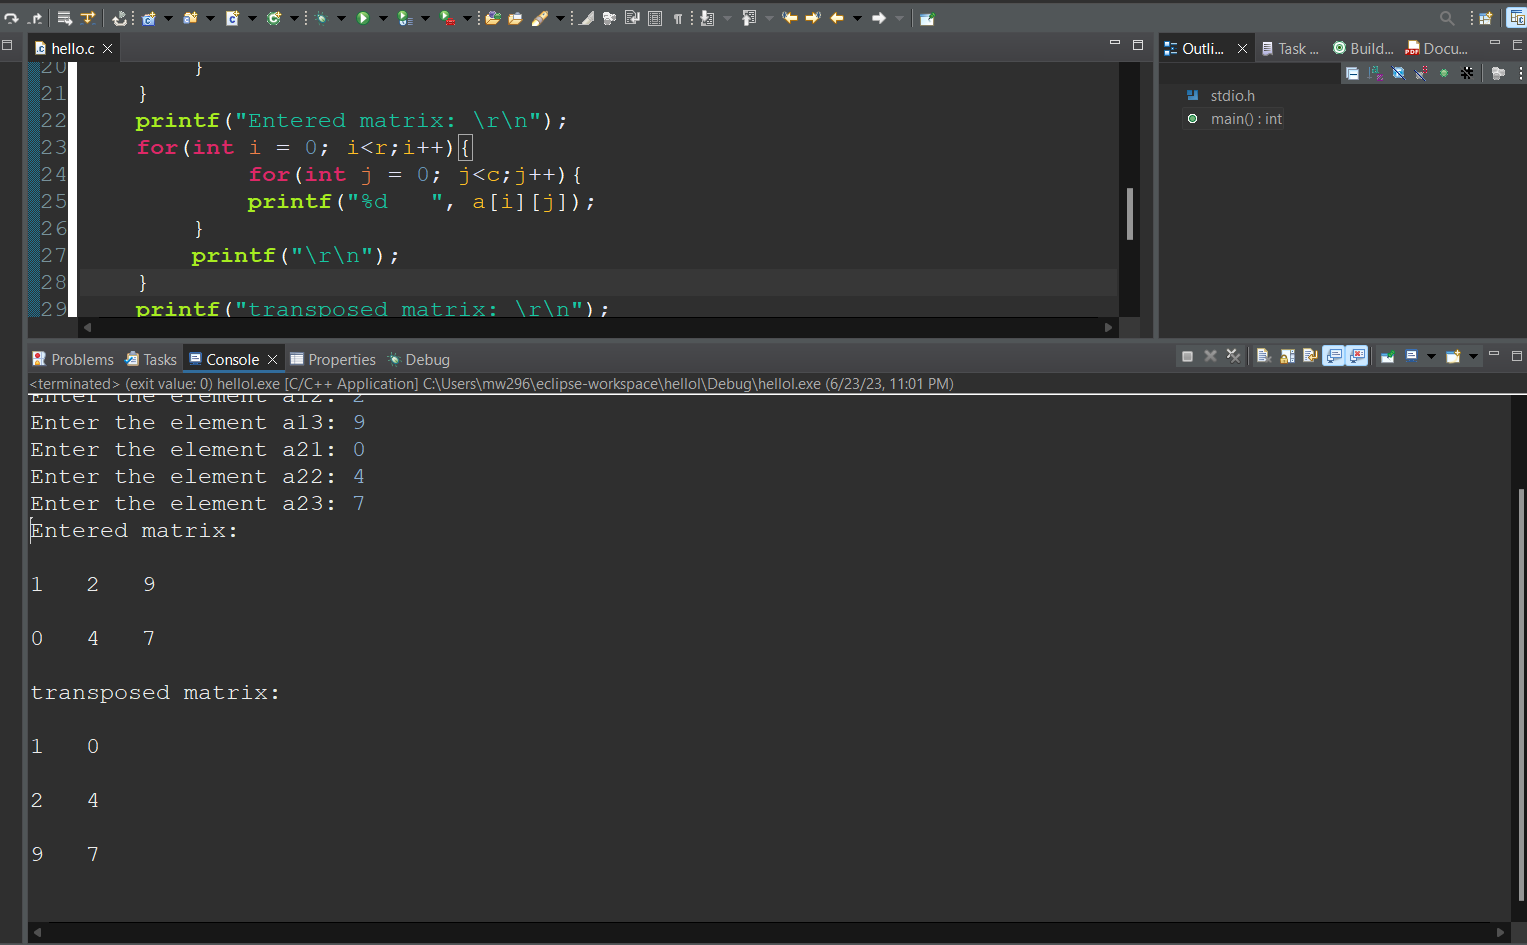 hello.c
Outli...
Task ...
Build...
Docu...
20 }
21 }
22 printf("Entered matrix: \r\n");
23 for(int i = 0; i<r;i++){
24 for(int j = 0; j<c;j++){
25 printf("%d   ", a[i][j]);
26 }
27 printf("\r\n");
28 }
29 printf("transposed matrix: \r\n");
stdio.h
main() : int
Problems
Tasks
Console
Properties
Debug
<terminated> (exit value: 0) hellol.exe [C/C++ Application] C:\Users\mw296\eclipse-workspace\hellol\Debug\hellol.exe (6/23/23, 11:01 PM)
Enter the element a12: 2
Enter the element a13: 9
Enter the element a21: 0
Enter the element a22: 4
Enter the element a23: 7
Entered matrix:
1 2 9
0 4 7
transposed matrix:
1 0
2 4
9 7